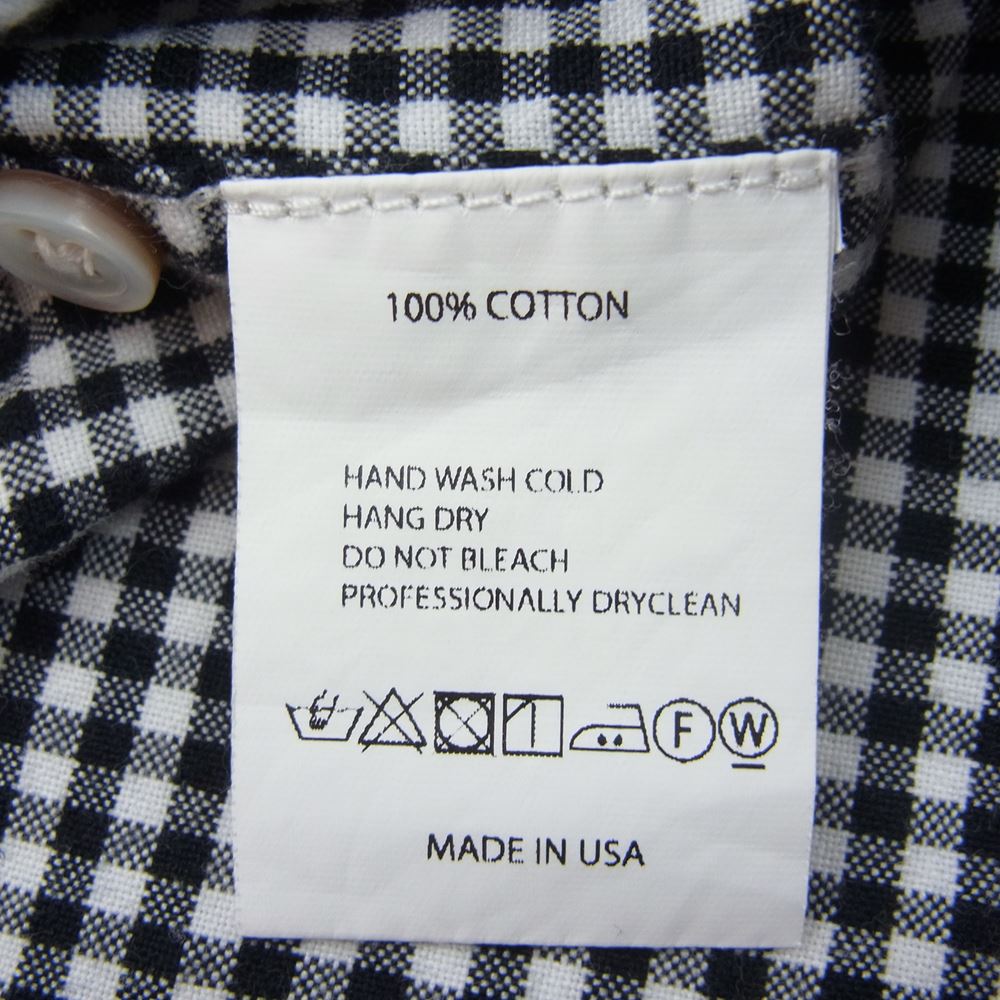 100% COTTON
HAND WASH COLD
HANG DRY
DO NOT BLEACH
PROFESSIONALLY DRYCLEAN
F W
MADE IN USA